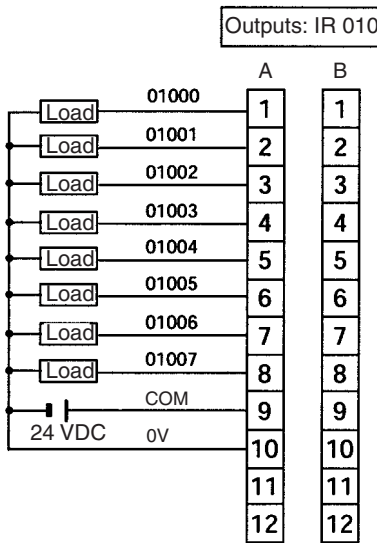 Outputs: IR 010
A B
Load 01000 1 1
Load 01001 2 2
Load 01002 3 3
Load 01003 4 4
Load 01004 5 5
Load 01005 6 6
Load 01006 7 7
Load 01007 8 8
COM 9 9
24 VDC 0V 10 10
11 11
12 12